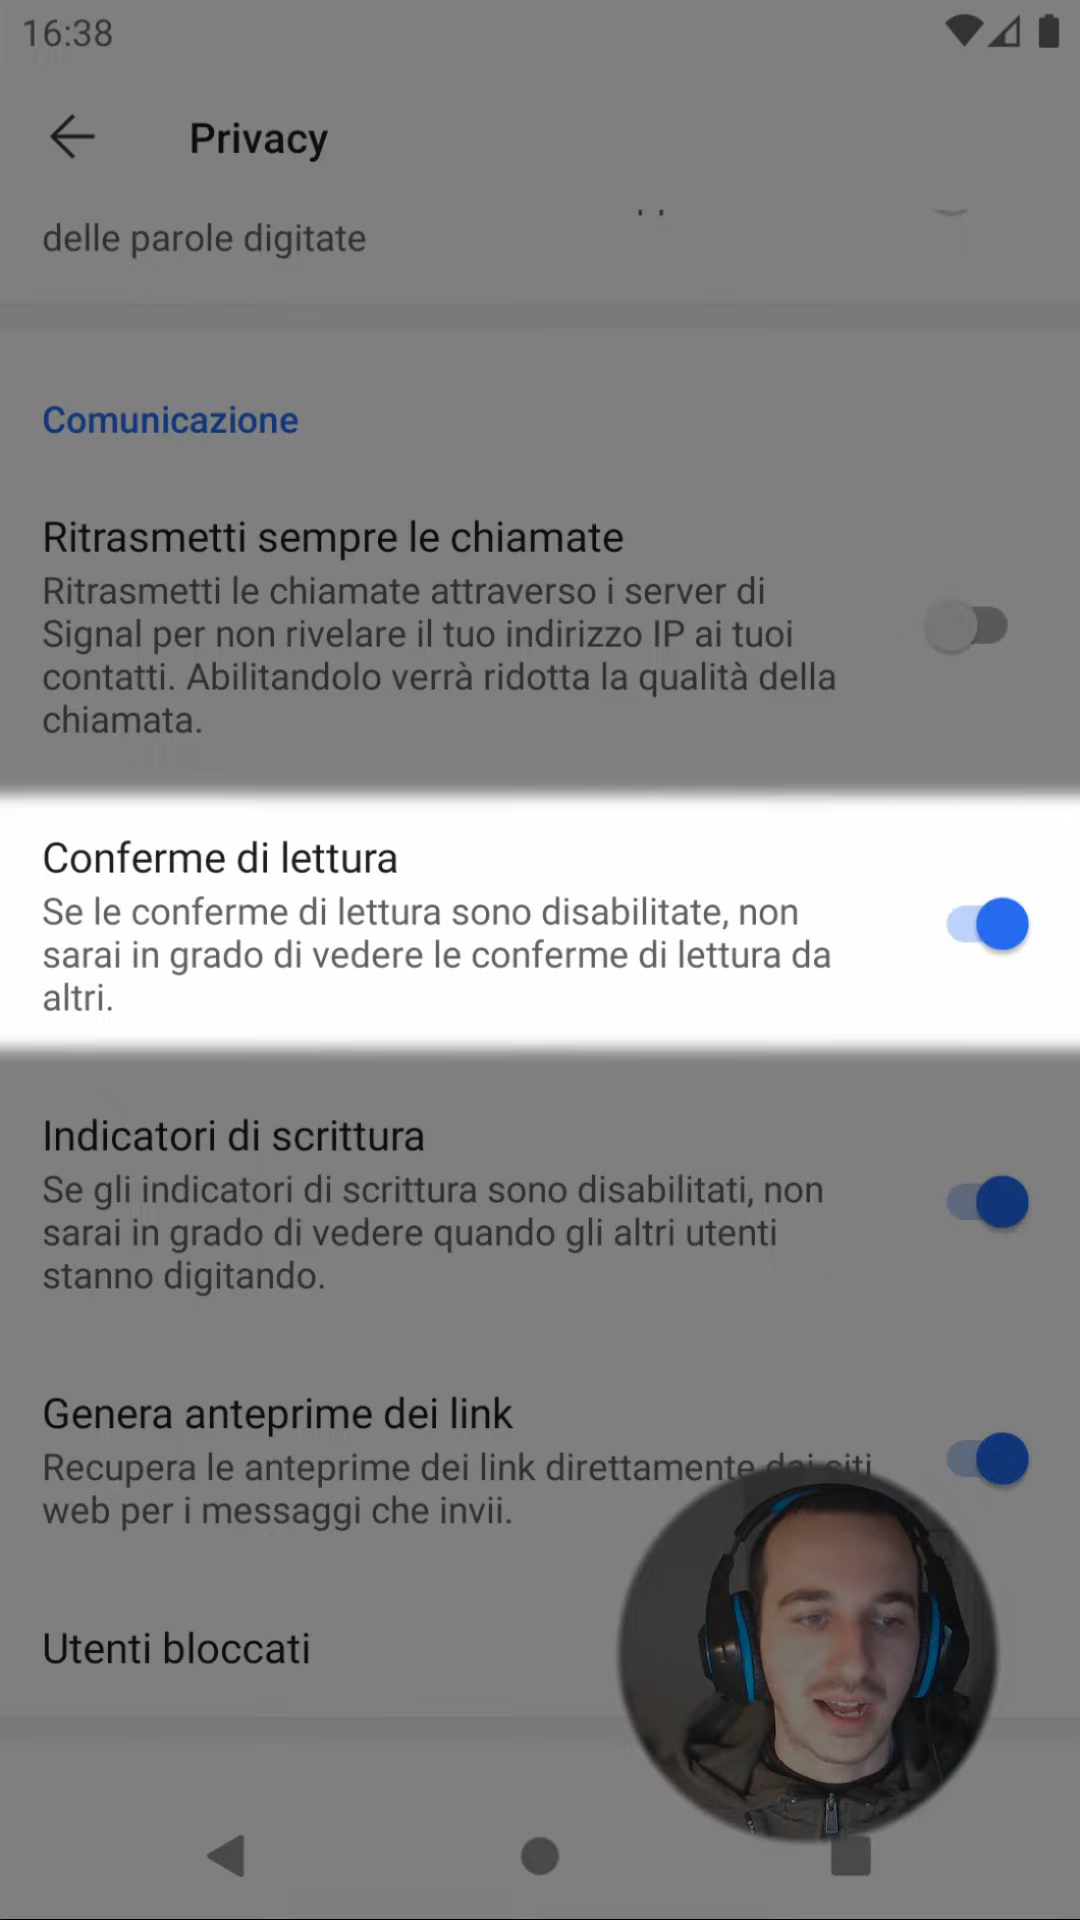 16:38
Privacy
delle parole digitate
Comunicazione
Ritrasmetti sempre le chiamate
Ritrasmetti le chiamate attraverso i server di
Signal per non rivelare il tuo indirizzo IP ai tuoi
contatti. Abilitandolo verrà ridotta la qualità della
chiamata.
Conferme di lettura
Se le conferme di lettura sono disabilitate, non
sarai in grado di vedere le conferme di lettura da
altri.
Indicatori di scrittura
Se gli indicatori di scrittura sono disabilitati, non
sarai in grado di vedere quando gli altri utenti
stanno digitando.
Genera anteprime dei link
Recupera le anteprime dei link direttamente dai siti
web per i messaggi che invii.
Utenti bloccati